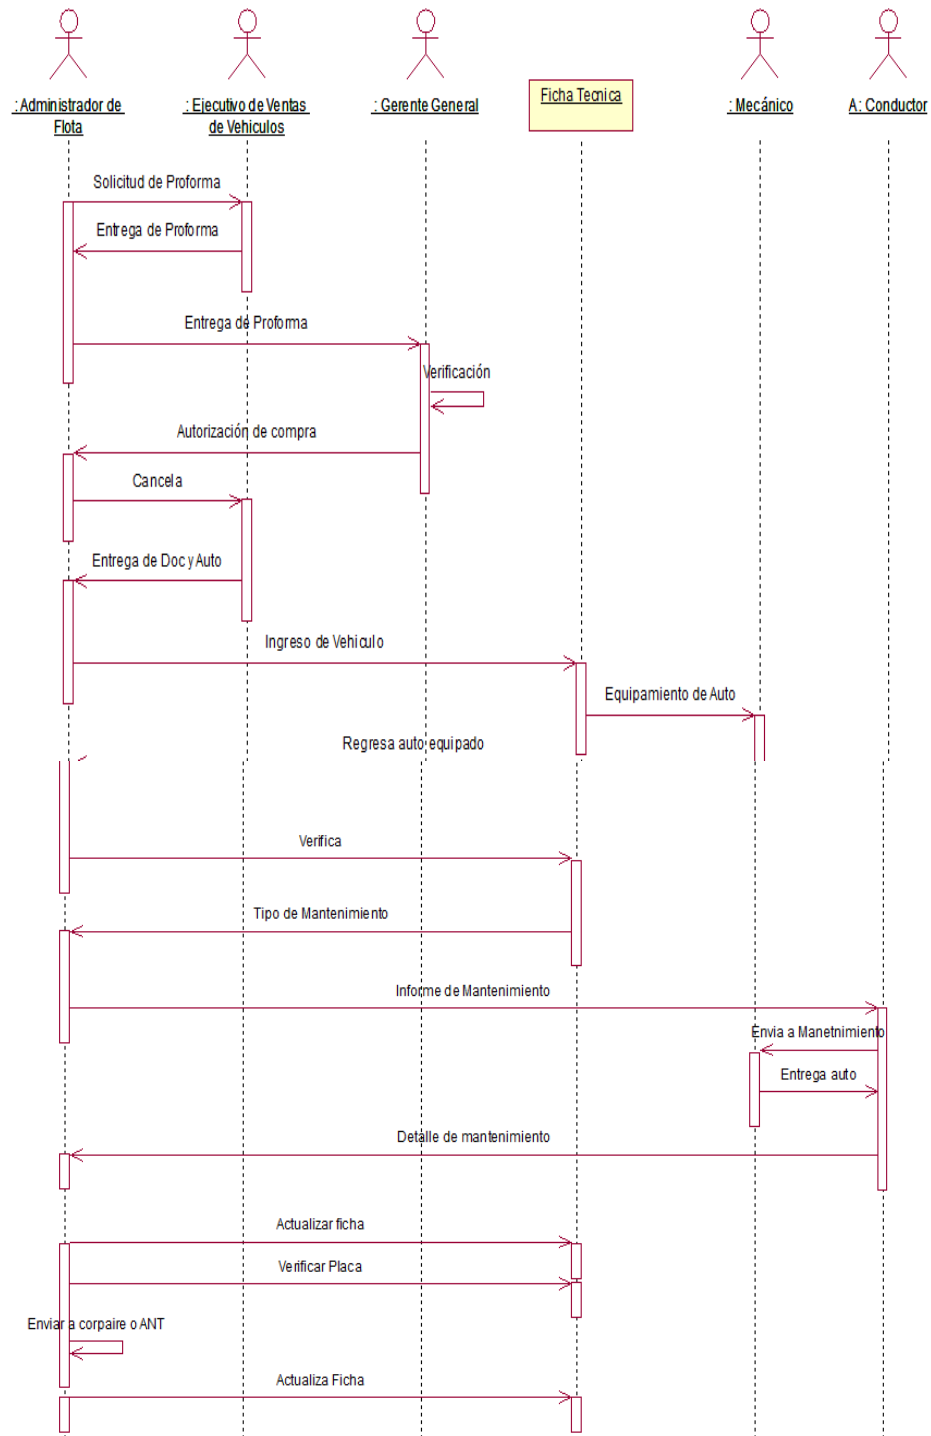 : Administrador de
Flota
: Ejecutivo de Ventas
de Vehiculos
: Gerente General
Ficha Tecnica
: Mecánico
A: Conductor
Solicitud de Proforma
Entrega de Proforma
Entrega de Proforma
Verificación
Autorización de compra
Cancela
Entrega de Doc y Auto
Ingreso de Vehiculo
Equipamiento de Auto
Regresa auto equipado
Verifica
Tipo de Mantenimiento
Informe de Mantenimiento
Envia a Manetnimiento
Entrega auto
Detalle de mantenimiento
Actualizar ficha
Verificar Placa
Enviar a corpaire o ANT
Actualiza Ficha